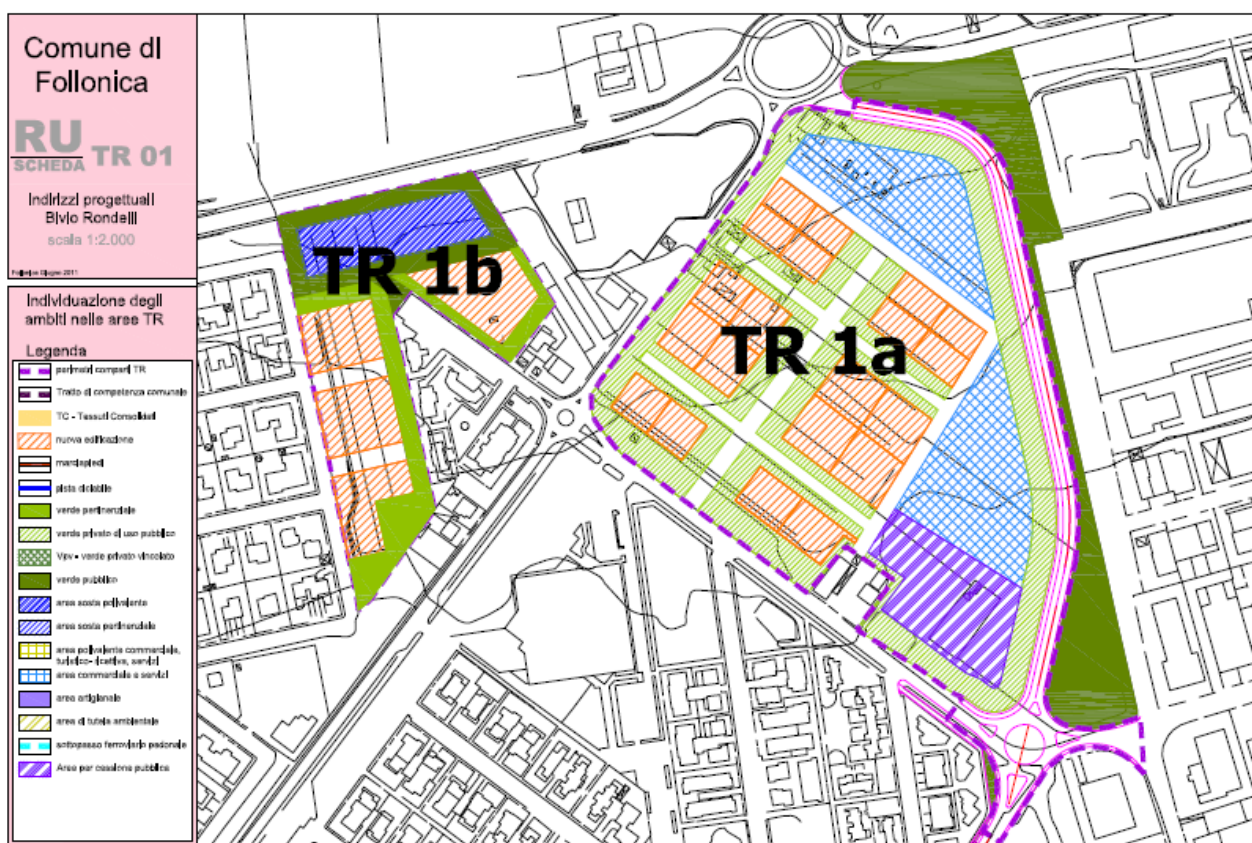 Comune di
Follonica
RU
SCHEDA TR 01
Indirizzi progettuali
Bivio Rondelli
scala 1:2.000
Follonica Giugno 2011
Individuazione degli
ambiti nelle aree TR
Legenda
perimetri comparti TR
Tratto di competenza comunale
TC - Tessuti Consolidati
nuova edificazione
marciapiedi
pista ciclabile
verde pertinenziale
verde privato di uso pubblico
Vpv - verde privato vincolato
verde pubblico
area sosta polivalente
area sosta pertinenziale
area polivalente commerciale,
turistico-ricettiva, servizi
area commerciale e servizi
area artigianale
area di tutela ambientale
sottopasso ferroviario pedonale
Area per cessione pubblica
TR 1b
TR 1a